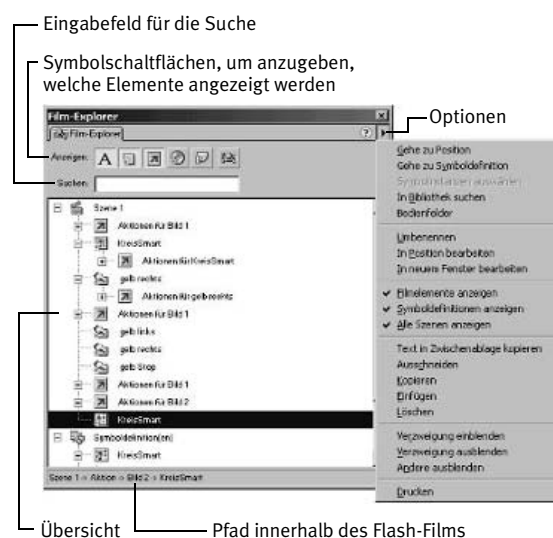 Eingabefeld für die Suche
Symbolschaltflächen, um anzugeben,
welche Elemente angezeigt werden
Optionen
Film-Explorer
Film-Explorer
Anzeigen:
Suchen:
Szene 1
Aktionen für Bild 1
KreisSmart
Aktionen für KreisSmart
gelb rechts
Aktionen für gelb rechts
Aktionen für Bild 1
gelb links
gelb rechts
gelb Stop
Aktionen für Bild 1
Aktionen für Bild 2
KreisSmart
Symboldefinition(en)
KreisSmart
Szene 1 > Aktion > Bild 2 > KreisSmart
Gehe zu Position
Gehe zu Symboldefinition
Symbolinstanzen auswählen
In Bibliothek suchen
Bedienfelder
Umbenennen
In Position bearbeiten
In neuem Fenster bearbeiten
Filmelemente anzeigen
Symboldefinitionen anzeigen
Alle Szenen anzeigen
Text in Zwischenablage kopieren
Ausschneiden
Kopieren
Einfügen
Löschen
Verzweigung einblenden
Verzweigung ausblenden
Andere ausblenden
Drucken
Übersicht
Pfad innerhalb des Flash-Films